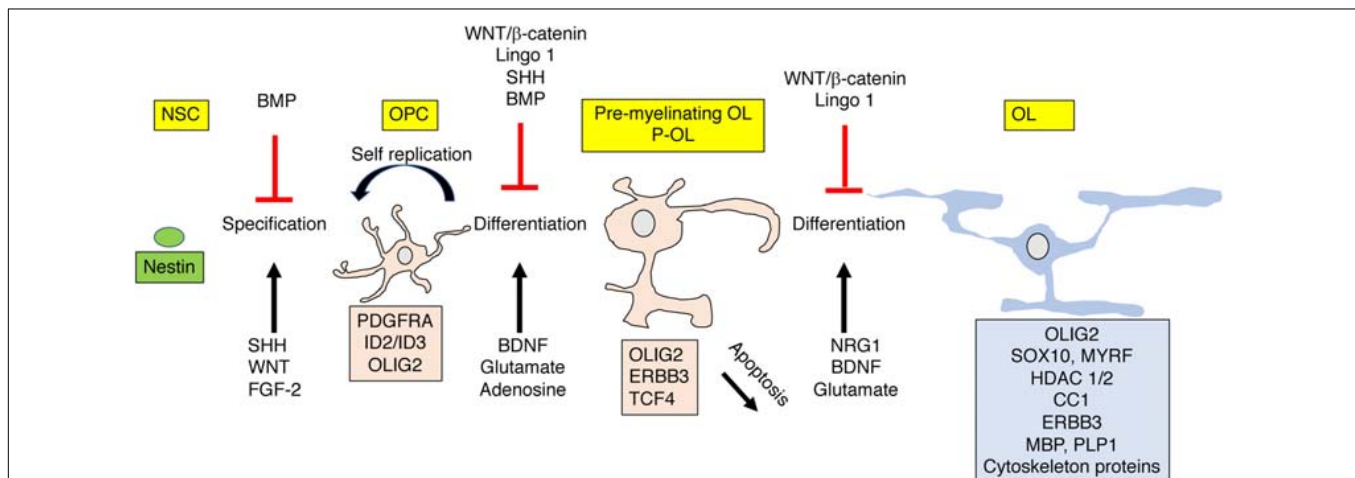 NSC
BMP
Specification
Nestin
SHH
WNT
FGF-2
OPC
Self replication
PDGFRA
ID2/ID3
OLIG2
WNT/β-catenin
Lingo 1
SHH
BMP
Differentiation
BDNF
Glutamate
Adenosine
Pre-myelinating OL
P-OL
OLIG2
ERBB3
TCF4
Apoptosis
WNT/β-catenin
Lingo 1
Differentiation
NRG1
BDNF
Glutamate
OL
OLIG2
SOX10, MYRF
HDAC 1/2
CC1
ERBB3
MBP, PLP1
Cytoskeleton proteins